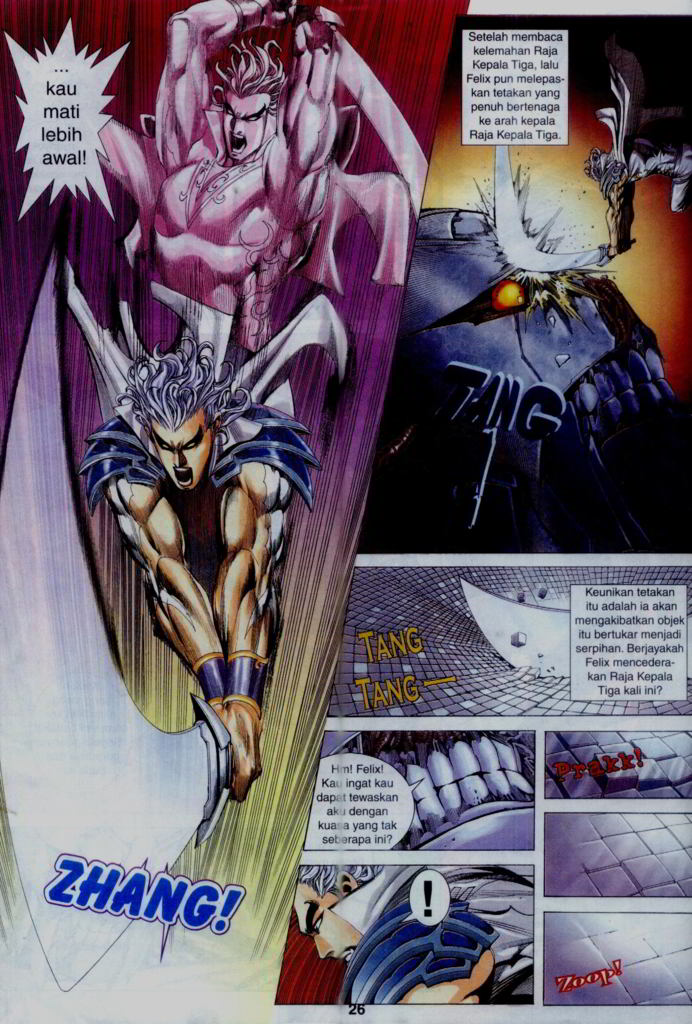 ...
kau
mati
lebih
awal!
ZHANG!
Setelah membaca
kelemahan Raja
Kepala Tiga, lalu
Felix pun melepas-
kan tetakan yang
penuh bertenaga
ke arah kepala
Raja Kepala Tiga.
TANG
TANG
TANG
Keunikan tetakan
itu adalah ia akan
mengakibatkan objek
itu bertukar menjadi
serpihan. Berjayakah
Felix mencedera-
kan Raja Kepala
Tiga kali ini?
Hm! Felix!
Kau ingat kau
dapat tewaskan
aku dengan
kuasa yang tak
seberapa ini?
Prakk!
!
Zoop!
26